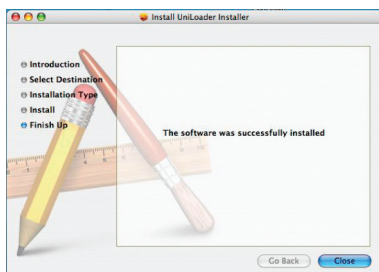 Install UniLoader Installer
Introduction
Select Destination
Installation Type
Install
Finish Up
The software was successfully installed
Go Back
Close